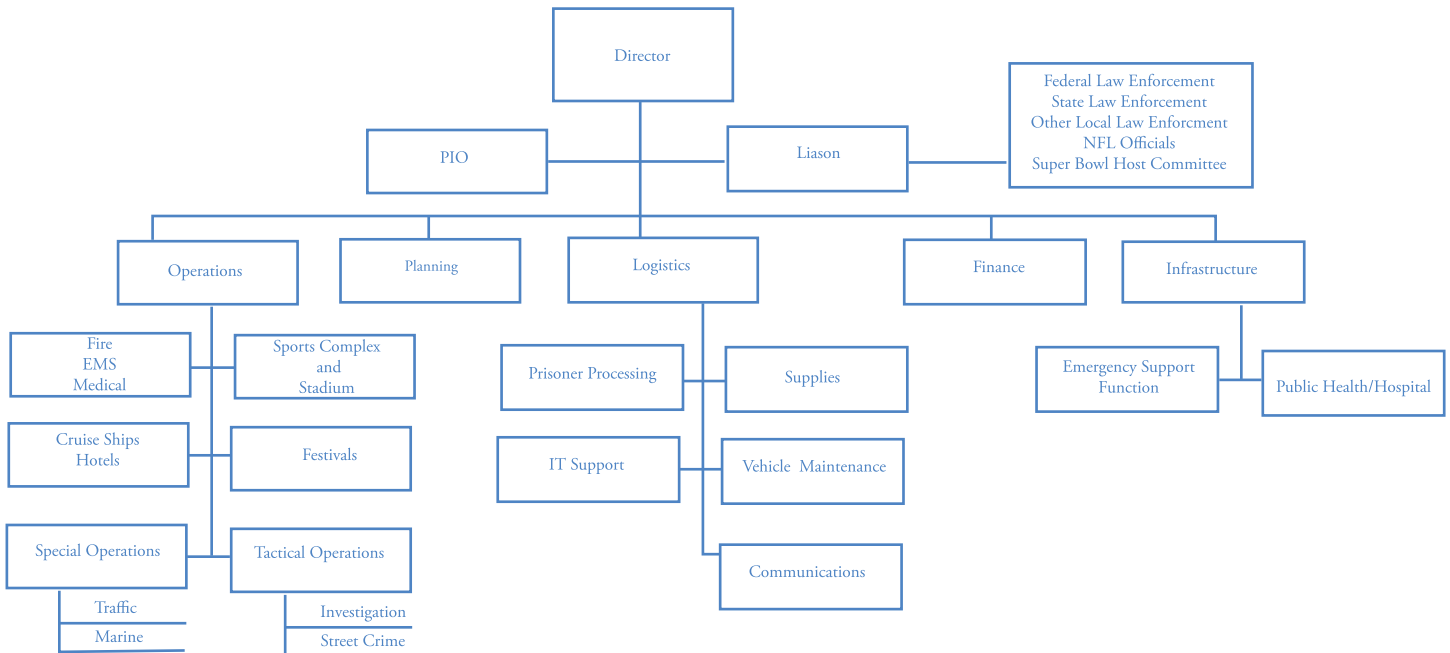 Director
PIO
Liason
Federal Law Enforcement
State Law Enforcement
Other Local Law Enforcment
NFL Officials
Super Bowl Host Committee
Operations
Planning
Logistics
Finance
Infrastructure
Fire
EMS
Medical
Sports Complex
and
Stadium
Cruise Ships
Hotels
Festivals
Special Operations
Tactical Operations
Traffic
Marine
Investigation
Street Crime
Prisoner Processing
Supplies
IT Support
Vehicle Maintenance
Communications
Emergency Support
Function
Public Health/Hospital